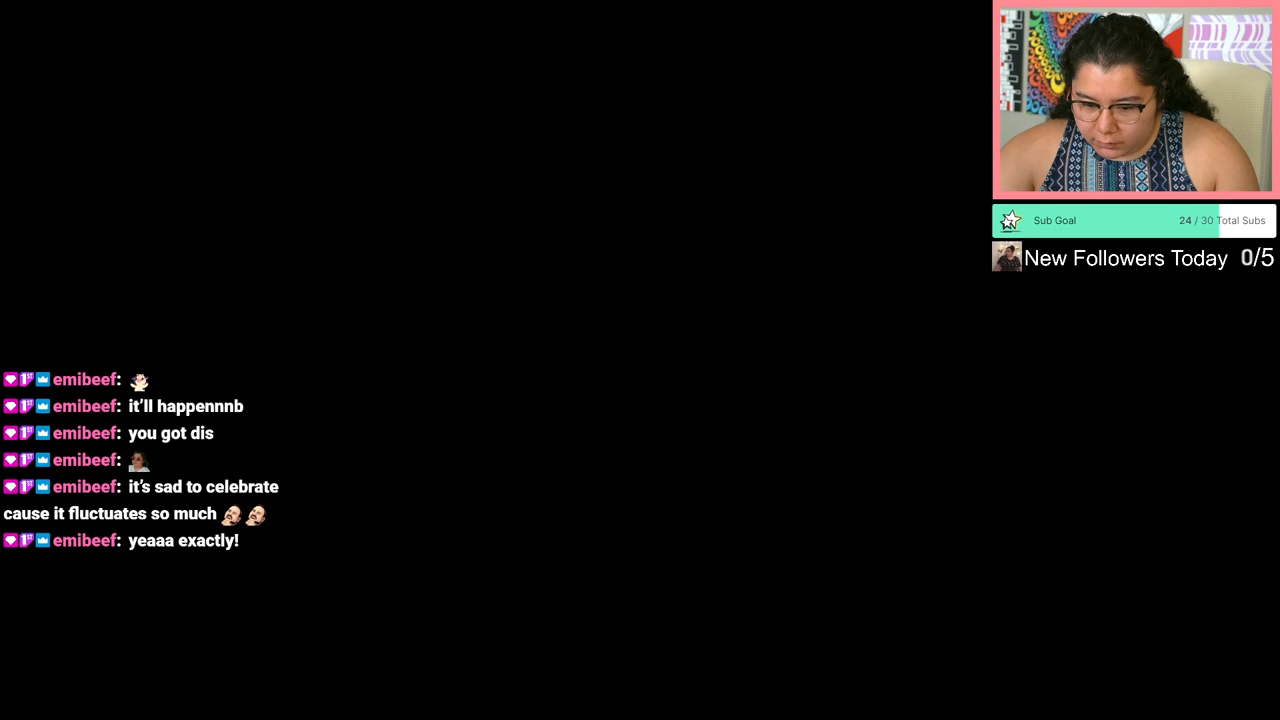 Sub Goal 24 / 30 Total Subs
New Followers Today 0/5
emibeef:
emibeef: it’ll happennnb
emibeef: you got dis
emibeef:
emibeef: it’s sad to celebrate
cause it fluctuates so much
emibeef: yeaaa exactly!